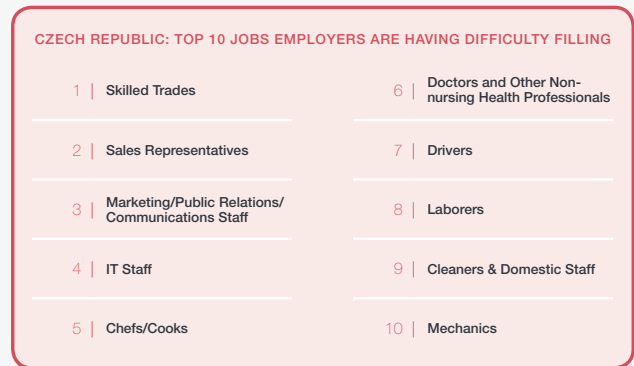 CZECH REPUBLIC: TOP 10 JOBS EMPLOYERS ARE HAVING DIFFICULTY FILLING
1 | Skilled Trades
2 | Sales Representatives
3 | Marketing/Public Relations/
Communications Staff
4 | IT Staff
5 | Chefs/Cooks
6 | Doctors and Other Non-
nursing Health Professionals
7 | Drivers
8 | Laborers
9 | Cleaners & Domestic Staff
10 | Mechanics